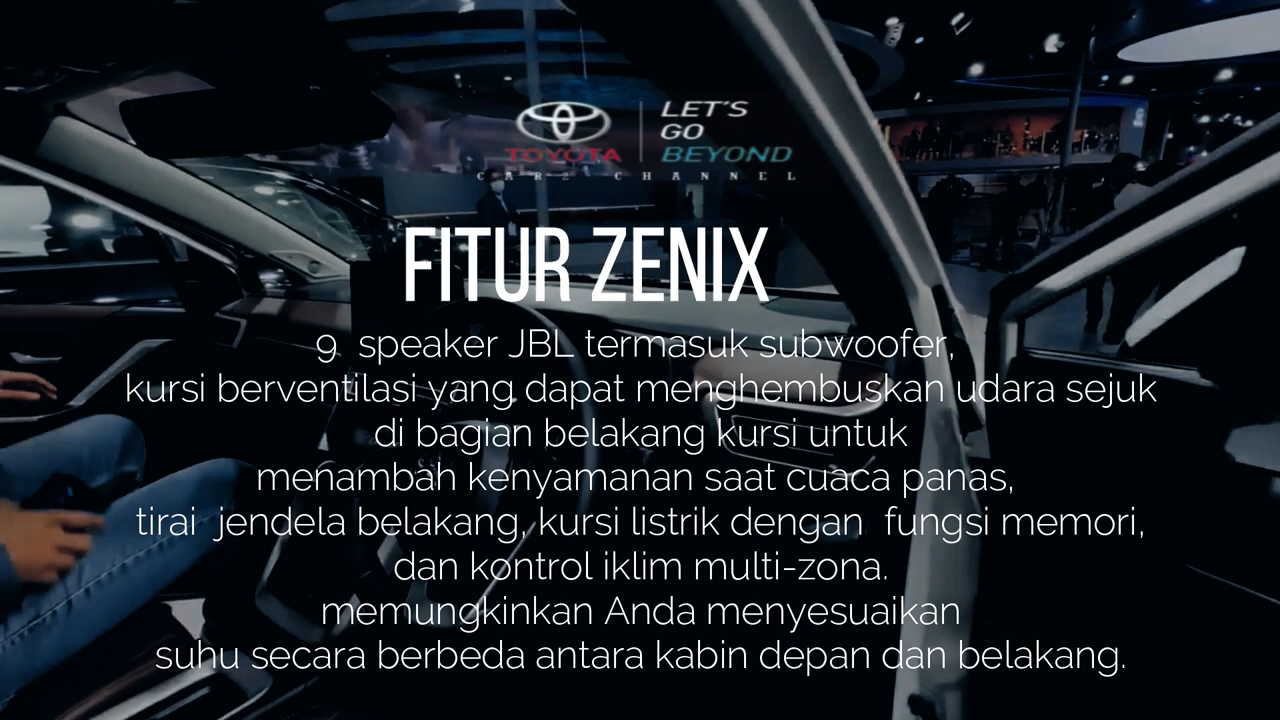 TOYOTA
LET'S
GO
BEYOND
CARZ CHANNEL
FITUR ZENIX
9 speaker JBL termasuk subwoofer,
kursi berventilasi yang dapat menghembuskan udara sejuk
di bagian belakang kursi untuk
menambah kenyamanan saat cuaca panas,
tirai jendela belakang, kursi listrik dengan fungsi memori,
dan kontrol iklim multi-zona.
memungkinkan Anda menyesuaikan
suhu secara berbeda antara kabin depan dan belakang.